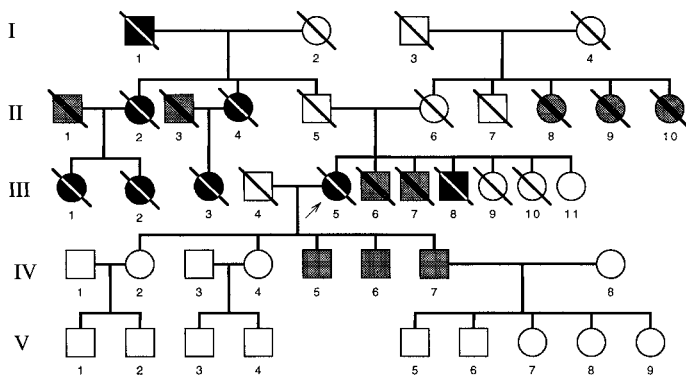 I
1 2 3 4
II
1 2 3 4 5 6 7 8 9 10
III
1 2 3 4 5 6 7 8 9 10 11
IV
1 2 3 4 5 6 7 8
V
1 2 3 4 5 6 7 8 9